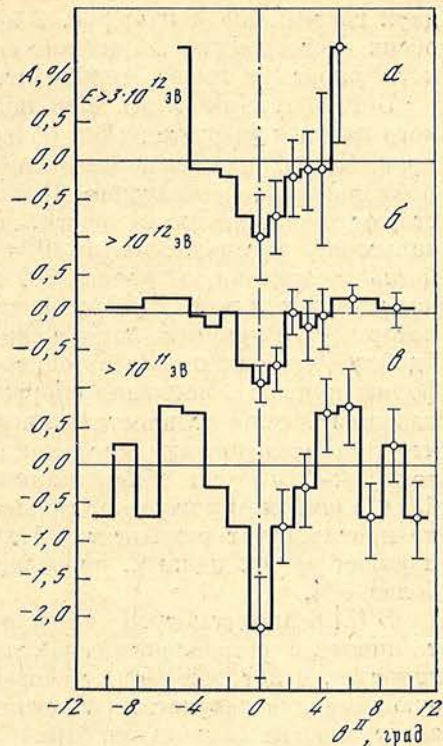 A, %
а
E>3·10¹² эв
0,5
0,0
−0,5
б
>10¹² эв
0,5
0,0
−0,5
в
>10¹¹ эв
0,5
0,0
−0,5
−1,0
−1,5
−2,0
−12 −8 −4 0 4 8 12
θᴵᴵ, град